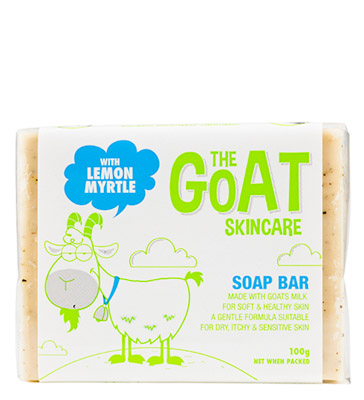 WITH
LEMON
MYRTLE
THE
GOAT
SKINCARE
SOAP BAR
MADE WITH GOATS MILK
FOR SOFT & HEALTHY SKIN
A GENTLE FORMULA SUITABLE
FOR DRY, ITCHY & SENSITIVE SKIN
100g
NET WHEN PACKED